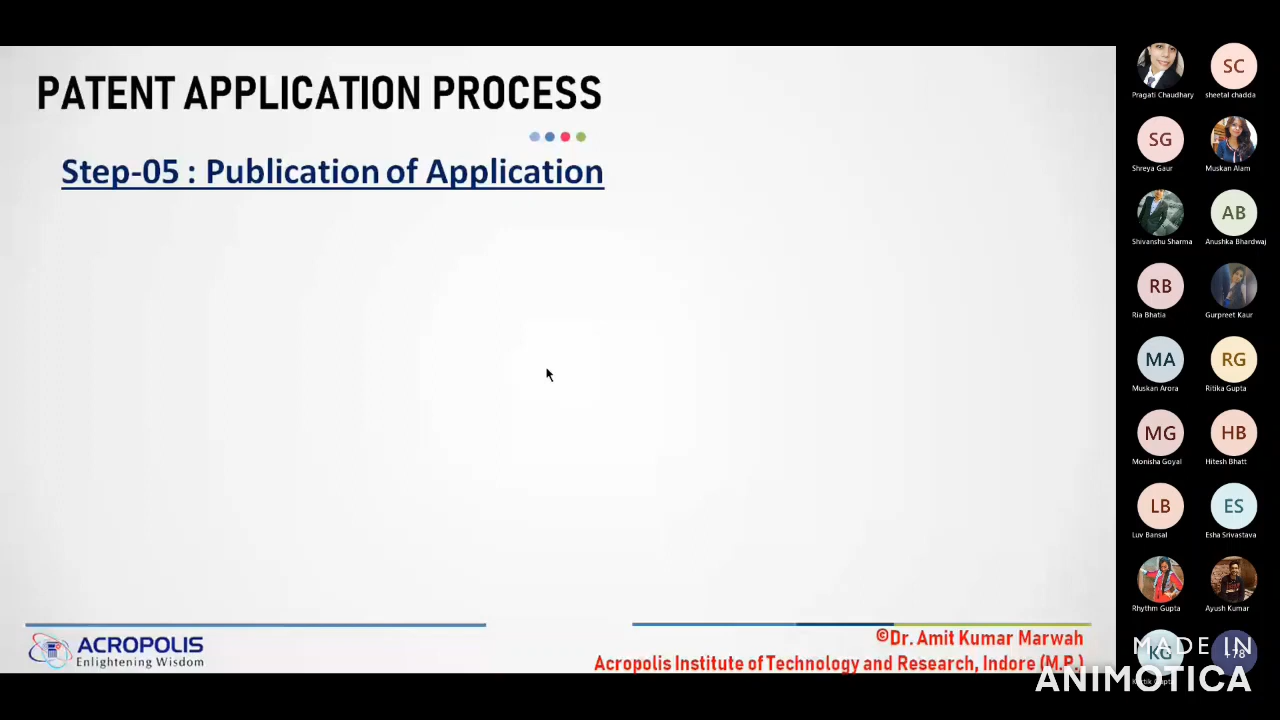 PATENT APPLICATION PROCESS
Step-05 : Publication of Application
ACROPOLIS
Enlightening Wisdom
©Dr. Amit Kumar Marwah
Acropolis Institute of Technology and Research, Indore (M.P.)
SC
Pragati Chaudhary
sheetal chadda
SG
Shreya Gaur
Muskan Alam
AB
Shivanshu Sharma
Anushka Bhardwaj
RB
Ria Bhatia
Gurpreet Kaur
MA
RG
Muskan Arora
Ritika Gupta
MG
HB
Monisha Goyal
Hitesh Bhatt
LB
ES
Luv Bansal
Esha Srivastava
Rhythm Gupta
Ayush Kumar
KG
+78
MADE IN
ANIMOTICA